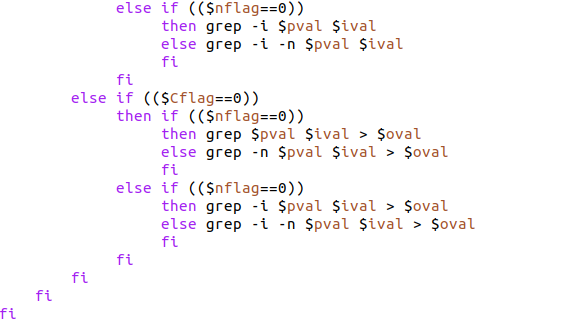 else if (($nflag==0))
then grep -i $pval $ival
else grep -i -n $pval $ival
fi
fi
else if (($Cflag==0))
then if (($nflag==0))
then grep $pval $ival > $oval
else grep -n $pval $ival > $oval
fi
else if (($nflag==0))
then grep -i $pval $ival > $oval
else grep -i -n $pval $ival > $oval
fi
fi
fi
fi
fi